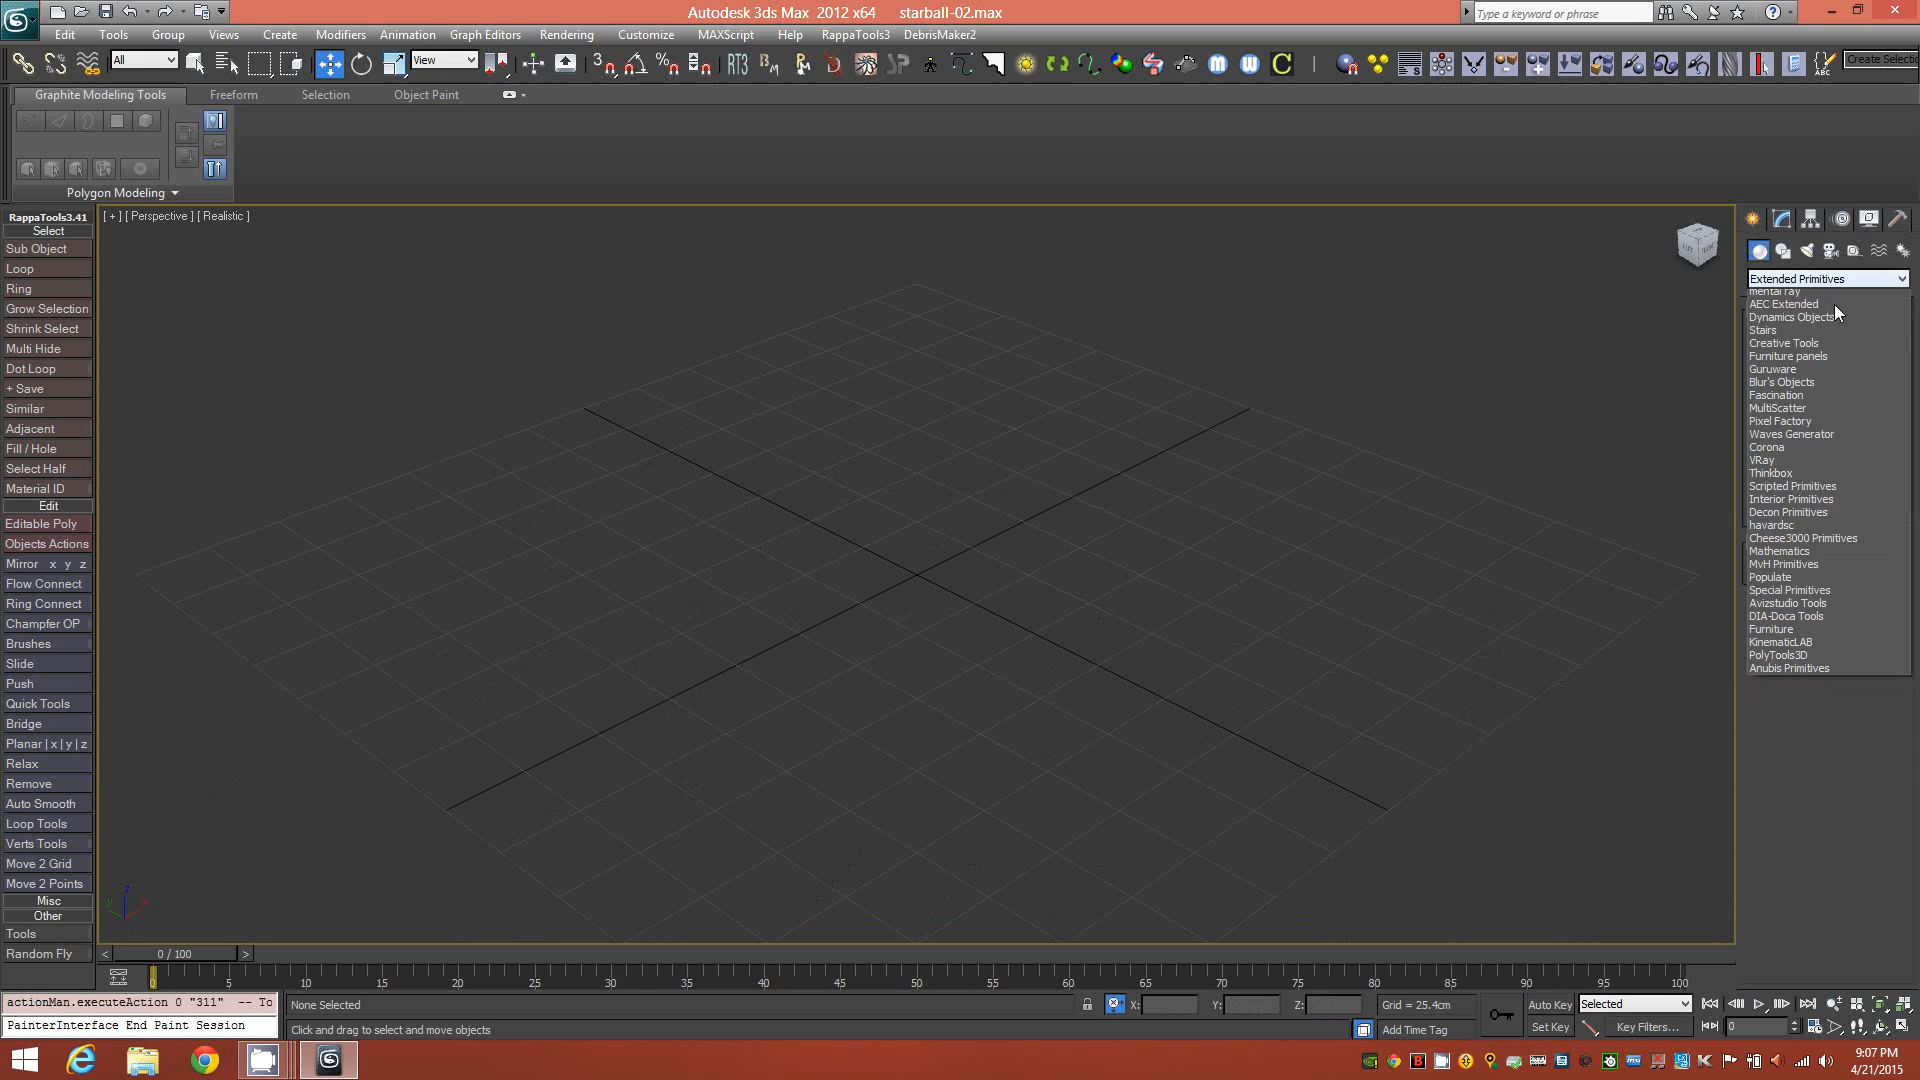 Autodesk 3ds Max 2012 x64 starball-02.max
Type a keyword or phrase
Edit Tools Group Views Create Modifiers Animation Graph Editors Rendering Customize MAXScript Help RappaTools3 DebrisMaker2
All View RT3 Create Selectio
Graphite Modeling Tools Freeform Selection Object Paint
Polygon Modeling
RappaTools3.41
Select
Sub Object
Loop
Ring
Grow Selection
Shrink Select
Multi Hide
Dot Loop
+ Save
Similar
Adjacent
Fill / Hole
Select Half
Material ID
Edit
Editable Poly
Objects Actions
Mirror x y z
Flow Connect
Ring Connect
Champfer OP
Brushes
Slide
Push
Quick Tools
Bridge
Planar | x | y | z
Relax
Remove
Auto Smooth
Loop Tools
Verts Tools
Move 2 Grid
Move 2 Points
Misc
Other
Tools
Random Fly
[ + ] [ Perspective ] [ Realistic ]
Extended Primitives
mental ray
AEC Extended
Dynamics Objects
Stairs
Creative Tools
Furniture panels
Guruware
Blur's Objects
Fascination
MultiScatter
Pixel Factory
Waves Generator
Corona
VRay
Thinkbox
Scripted Primitives
Interior Primitives
Decon Primitives
havardsc
Cheese3000 Primitives
Mathematics
MvH Primitives
Populate
Special Primitives
Avizstudio Tools
DIA-Doca Tools
Furniture
KinematicLAB
PolyTools3D
Anubis Primitives
z
y
x
< 0 / 100 >
0 5 10 15 20 25 30 35 40 45 50 55 60 65 70 75 80 85 90 95 100
actionMan.executeAction 0 "311" -- To
PainterInterface End Paint Session
None Selected
X: Y: Z: Grid = 25.4cm
Click and drag to select and move objects
Add Time Tag
Auto Key Selected
Set Key Key Filters... 0
9:07 PM
4/21/2015